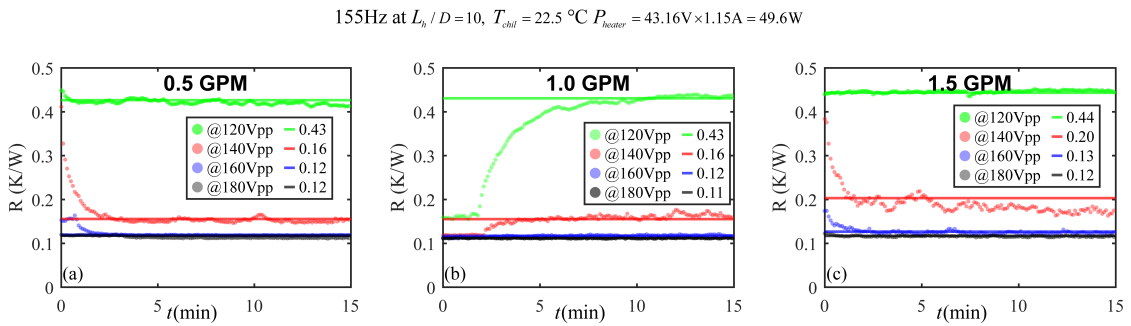 155Hz at L_h / D = 10, T_chil = 22.5 °C P_heater = 43.16V×1.15A = 49.6W
0.5 GPM
R (K/W)
0.5
0.4
0.3
0.2
0.1
0
@120Vpp 0.43
@140Vpp 0.16
@160Vpp 0.12
@180Vpp 0.12
(a)
0 5 10 15
t(min)
1.0 GPM
R (K/W)
0.5
0.4
0.3
0.2
0.1
0
@120Vpp 0.43
@140Vpp 0.16
@160Vpp 0.12
@180Vpp 0.11
(b)
0 5 10 15
t(min)
1.5 GPM
R (K/W)
0.5
0.4
0.3
0.2
0.1
0
@120Vpp 0.44
@140Vpp 0.20
@160Vpp 0.13
@180Vpp 0.12
(c)
0 5 10 15
t(min)